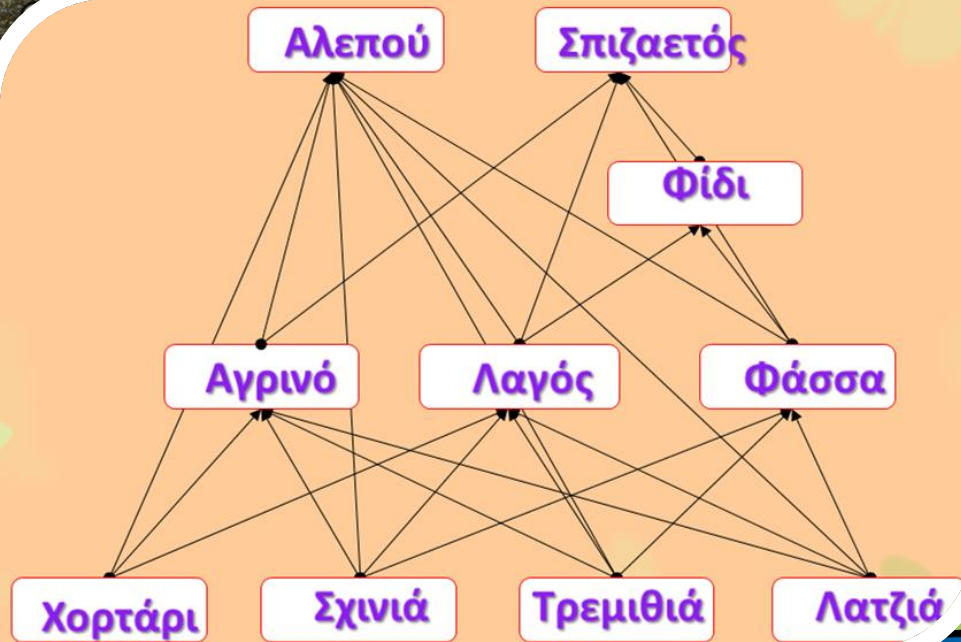 Αλεπού
Σπιζαετός
Φίδι
Αγρινό
Λαγός
Φάσσα
Χορτάρι
Σχινιά
Τρεμιθιά
Λατζιά